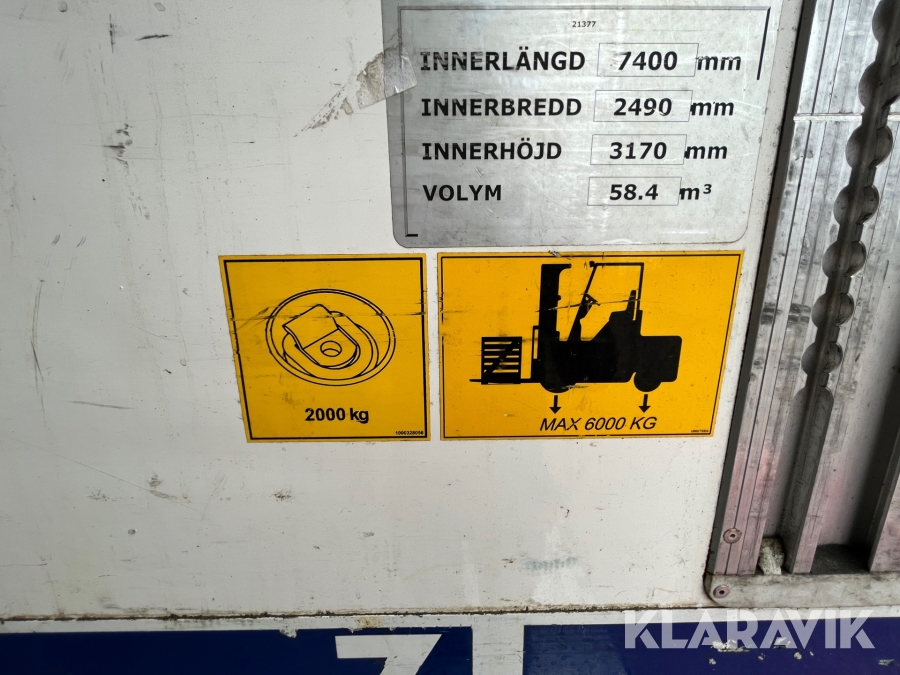 21377
INNERLÄNGD 7400 mm
INNERBREDD 2490 mm
INNERHÖJD 3170 mm
VOLYM 58.4 m³
2000 kg
MAX 6000 KG
7
KLARAVIK